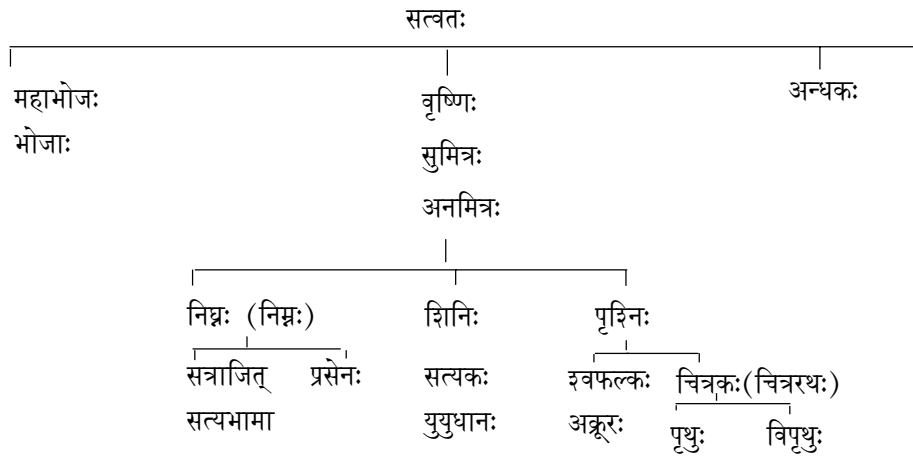 सत्वतः
महाभोजः वृष्णिः अन्धकः
भोजाः सुमित्रः
अनमित्रः
निघ्नः (निम्नः) शिनिः पृश्निः
सत्राजित् प्रसेनः सत्यकः श्वफल्कः चित्रकः(चित्ररथः)
सत्यभामा युयुधानः अक्रूरः पृथुः विपृथुः